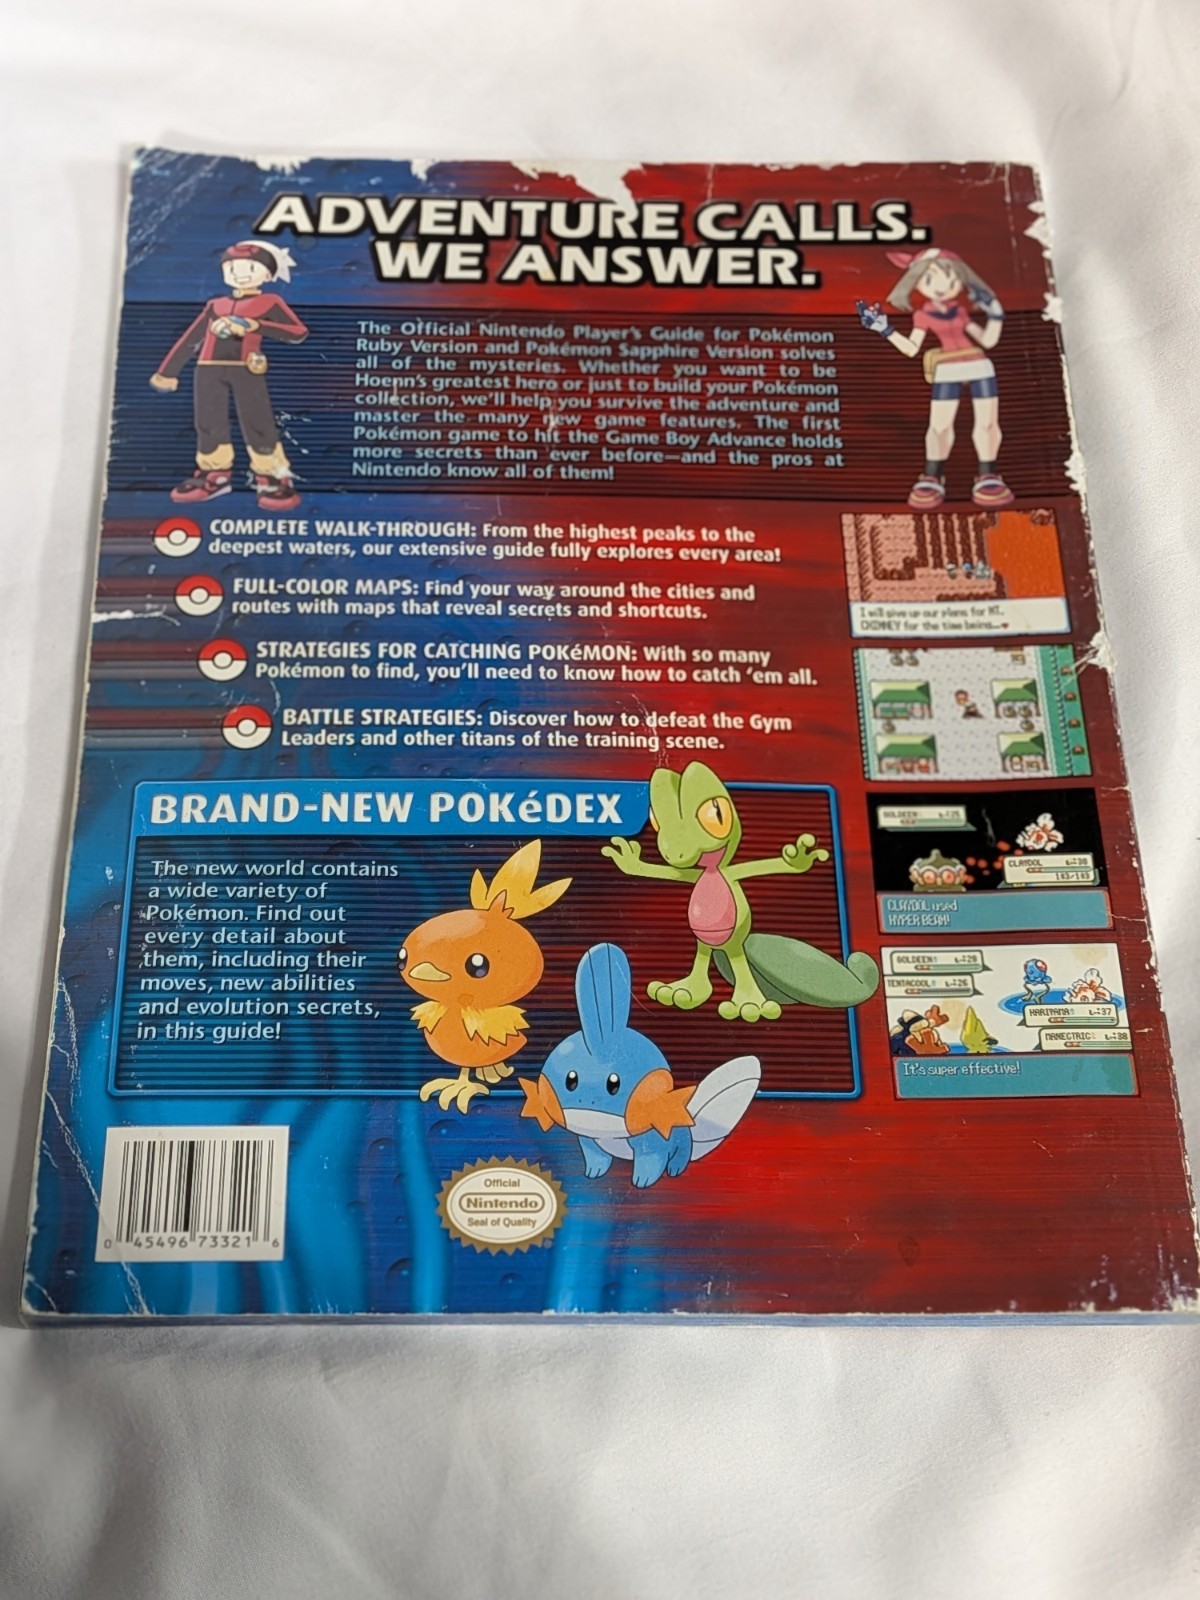 ADVENTURE CALLS.
WE ANSWER.
The Official Nintendo Player's Guide for Pokémon
Ruby Version and Pokémon Sapphire Version solves
all of the mysteries. Whether you want to be
Hoenn's greatest hero or just to build your Pokémon
collection, we'll help you survive the adventure and
master the many new game features. The first
Pokémon game to hit the Game Boy Advance holds
more secrets than ever before—and the pros at
Nintendo know all of them!
COMPLETE WALK-THROUGH: From the highest peaks to the
deepest waters, our extensive guide fully explores every area!
FULL-COLOR MAPS: Find your way around the cities and
routes with maps that reveal secrets and shortcuts.
STRATEGIES FOR CATCHING POKéMON: With so many
Pokémon to find, you'll need to know how to catch 'em all.
BATTLE STRATEGIES: Discover how to defeat the Gym
Leaders and other titans of the training scene.
I will give up our plans for MT.
CHIMNEY for the time being...♥
GOLDEEN
CLAYDOL Lv30
103/103
CLAYDOL used
HYPER BEAM!
GOLDEEN Lv28
TENTACOOL Lv26
HARIYAMA Lv37
MANECTRIC Lv38
It's super effective!
BRAND-NEW POKéDEX
The new world contains
a wide variety of
Pokémon. Find out
every detail about
them, including their
moves, new abilities
and evolution secrets,
in this guide!
0 45496 73321 6
Official
Nintendo
Seal of Quality